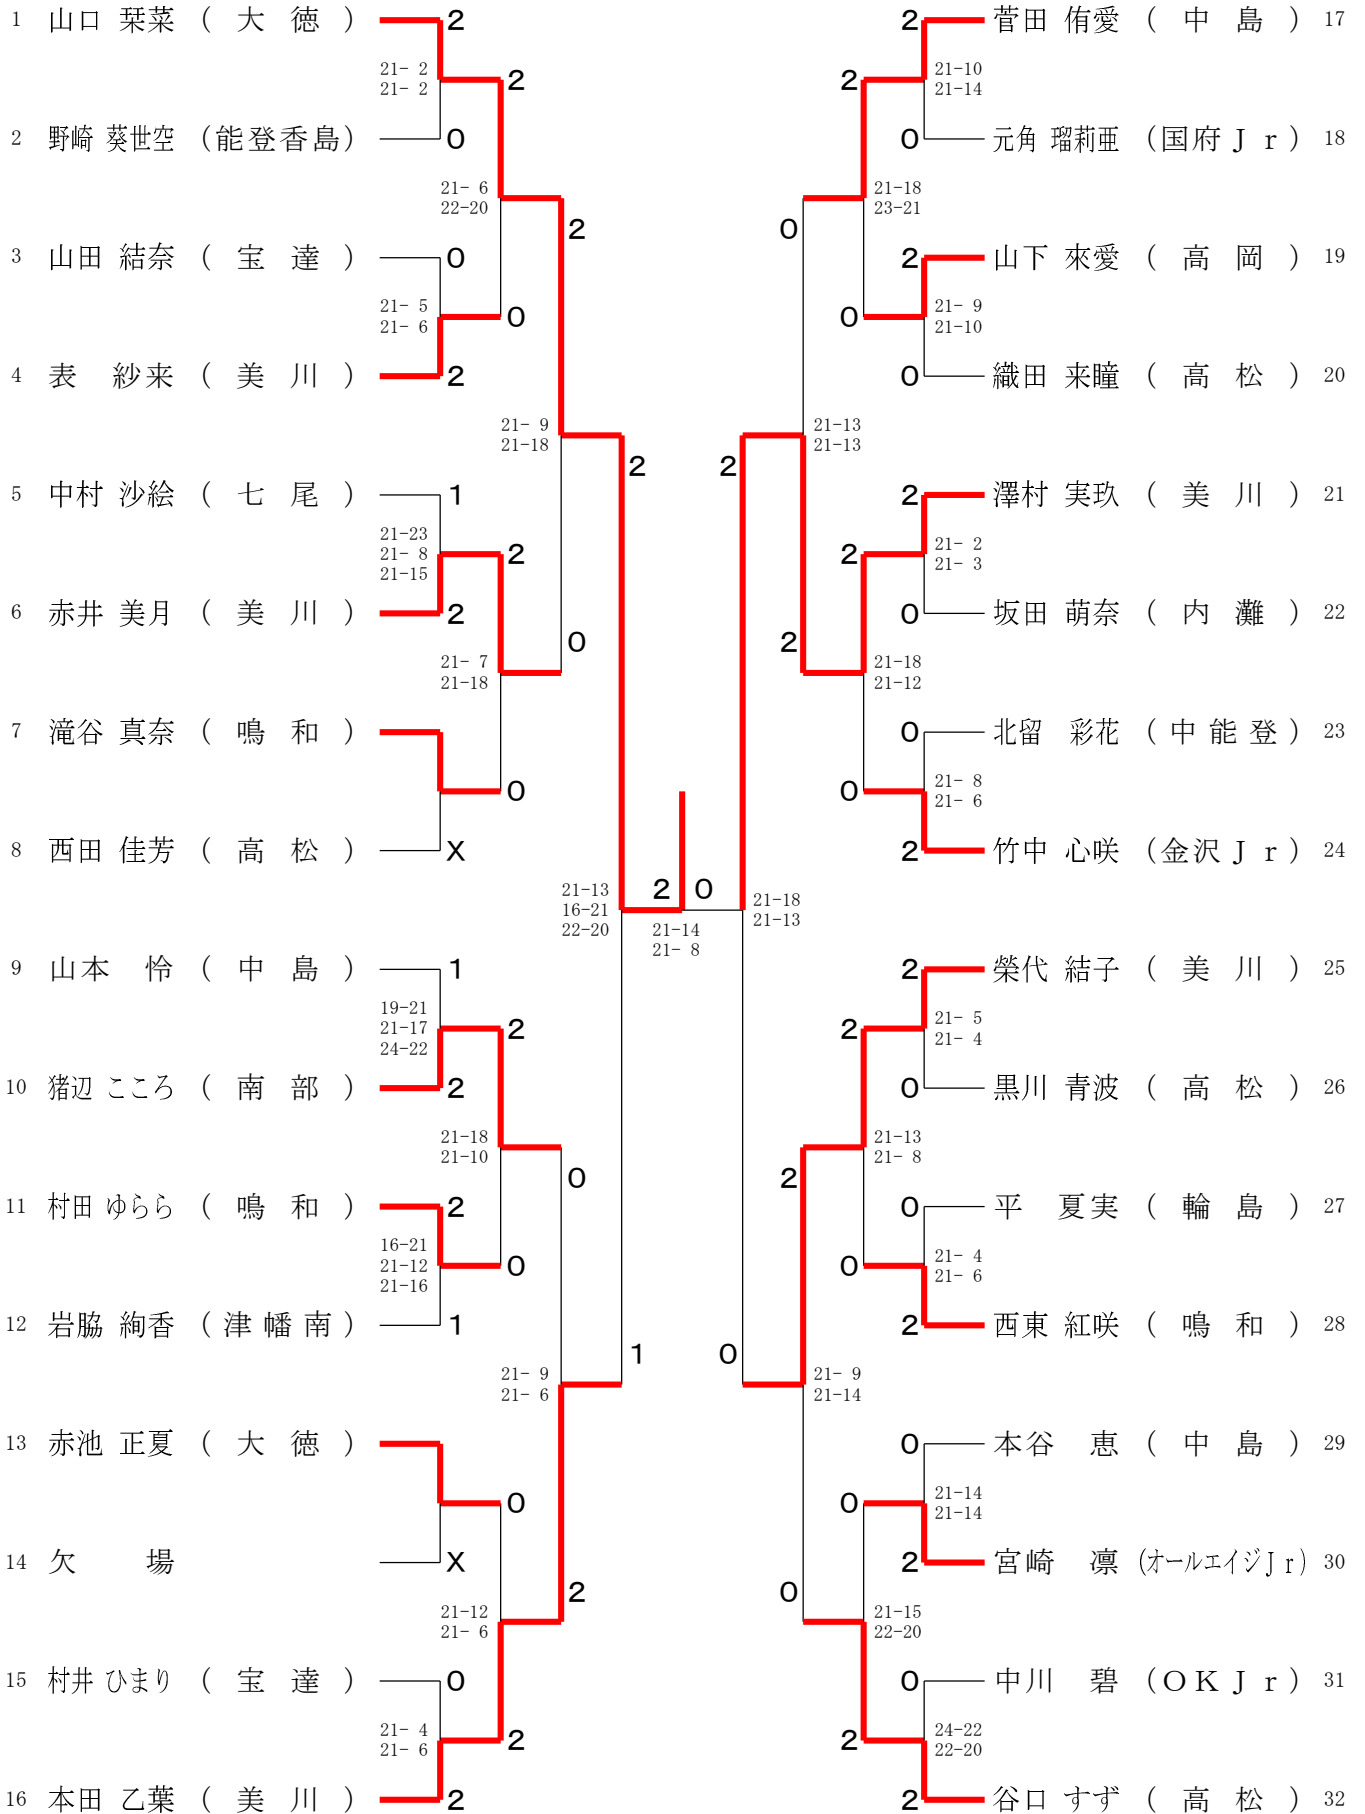 1 山口 栞菜 ( 大 徳 ) 2
21- 2
21- 2
2
2 野崎 葵世空 (能登香島) 0
21- 6
22-20
2
3 山田 結奈 ( 宝 達 ) 0
21- 5
21- 6
0
4 表 紗来 ( 美 川 ) 2
21- 9
21-18
2
5 中村 沙絵 ( 七 尾 ) 1
21-23
21- 8
21-15
2
6 赤井 美月 ( 美 川 ) 2
0
21- 7
21-18
7 滝谷 真奈 ( 鳴 和 )
0
8 西田 佳芳 ( 高 松 ) X
21-13
16-21
22-20
2 0
21-14
21- 8
9 山本 怜 ( 中 島 ) 1
19-21
21-17
24-22
2
10 猪辺 こころ ( 南 部 ) 2
21-18
21-10
0
11 村田 ゆらら ( 鳴 和 ) 2
16-21
21-12
21-16
0
12 岩脇 絢香 ( 津 幡 南 ) 1
1
21- 9
21- 6
13 赤池 正夏 ( 大 徳 )
0
14 欠 場 X
2
21-12
21- 6
15 村井 ひまり ( 宝 達 ) 0
21- 4
21- 6
2
16 本田 乙葉 ( 美 川 ) 2
2 菅田 侑愛 ( 中 島 ) 17
21-10
21-14
2
0 元角 瑠莉亜 (国府Ｊｒ) 18
21-18
23-21
0
2 山下 來愛 ( 高 岡 ) 19
21- 9
21-10
0
0 織田 来瞳 ( 高 松 ) 20
21-13
21-13
2
2 澤村 実玖 ( 美 川 ) 21
21- 2
21- 3
2
0 坂田 萌奈 ( 内 灘 ) 22
2
21-18
21-12
0 北留 彩花 ( 中 能 登 ) 23
21- 8
21- 6
0
2 竹中 心咲 (金沢Ｊｒ) 24
21-18
21-13
2 榮代 結子 ( 美 川 ) 25
21- 5
21- 4
2
0 黒川 青波 ( 高 松 ) 26
21-13
21- 8
2
0 平 夏実 ( 輪 島 ) 27
21- 4
21- 6
0
2 西東 紅咲 ( 鳴 和 ) 28
0
21- 9
21-14
0 本谷 恵 ( 中 島 ) 29
21-14
21-14
0
2 宮崎 凛 (オールエイジＪｒ) 30
0
21-15
22-20
0 中川 碧 (ＯＫＪｒ) 31
24-22
22-20
2
2 谷口 すず ( 高 松 ) 32